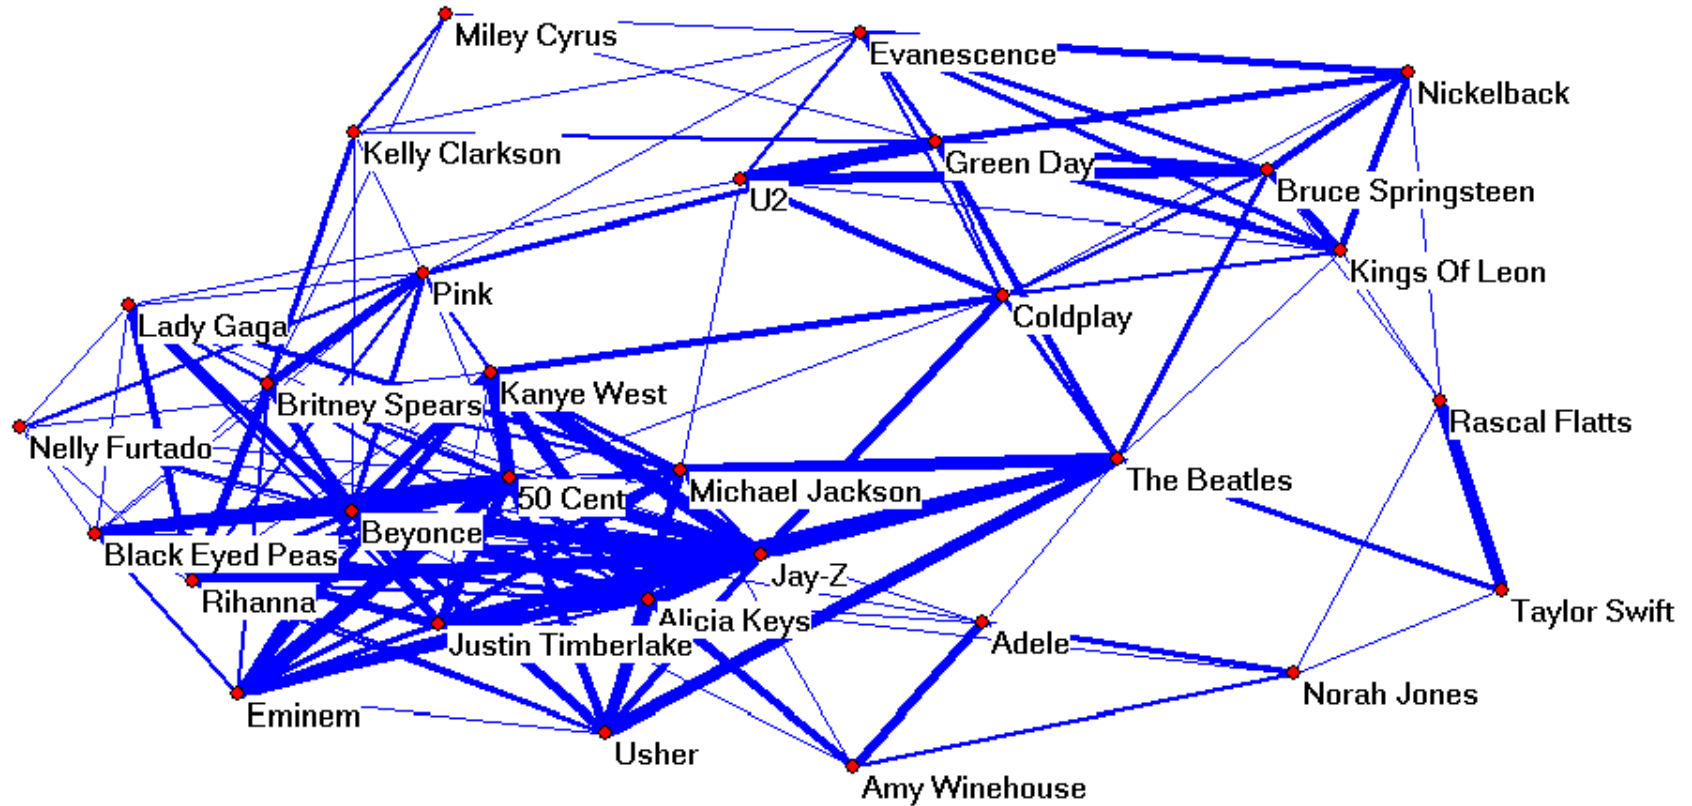 Miley Cyrus
Evanescence
Nickelback
Kelly Clarkson
Green Day
U2
Bruce Springsteen
Kings Of Leon
Pink
Lady Gaga
Coldplay
Kanye West
Britney Spears
Rascal Flatts
Nelly Furtado
50 Cent
Michael Jackson
The Beatles
Beyonce
Black Eyed Peas
Jay-Z
Rihanna
Alicia Keys
Taylor Swift
Justin Timberlake
Adele
Norah Jones
Eminem
Usher
Amy Winehouse